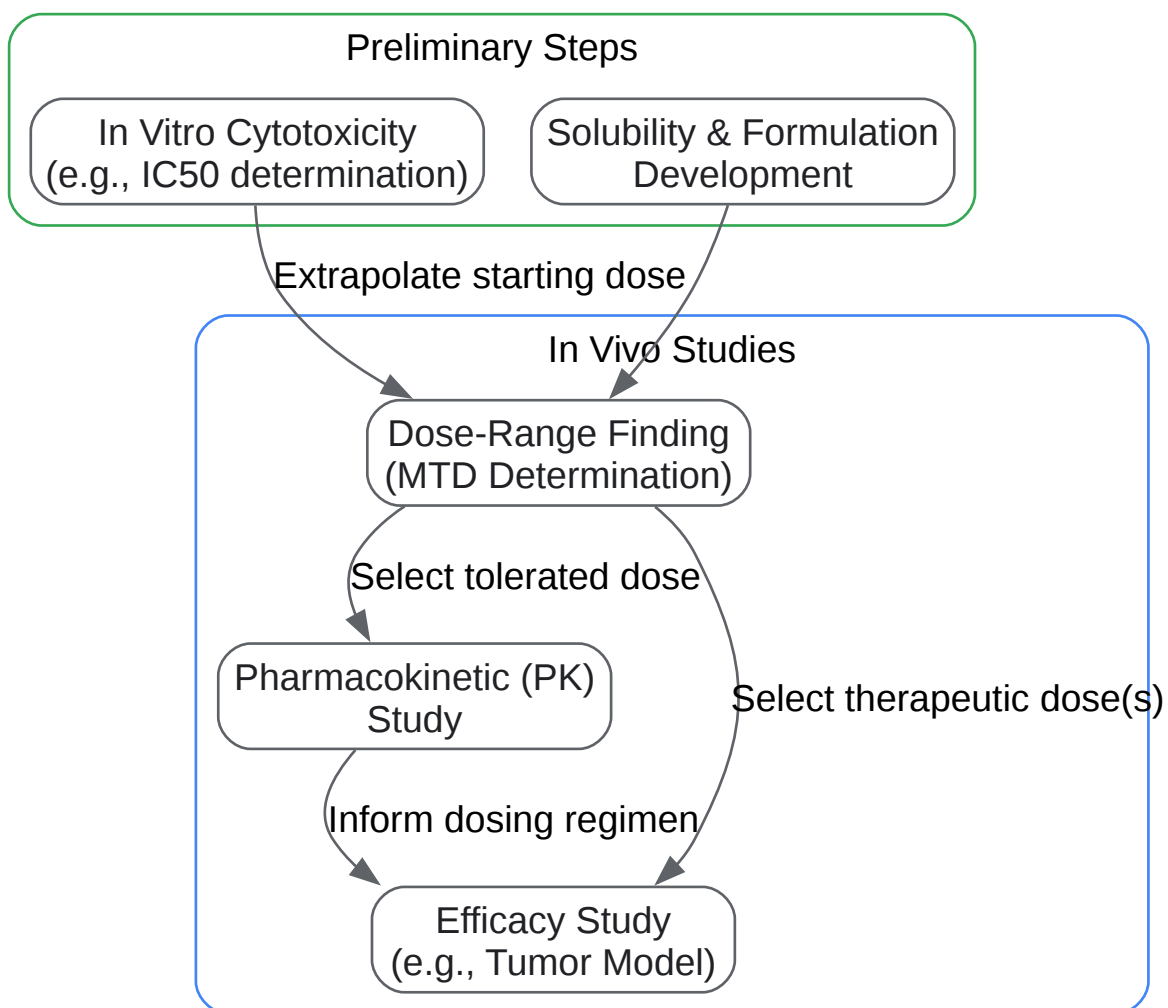 Preliminary Steps
In Vitro Cytotoxicity
(e.g., IC50 determination)
Solubility & Formulation
Development
Extrapolate starting dose
In Vivo Studies
Dose-Range Finding
(MTD Determination)
Select tolerated dose
Pharmacokinetic (PK)
Study
Select therapeutic dose(s)
Inform dosing regimen
Efficacy Study
(e.g., Tumor Model)